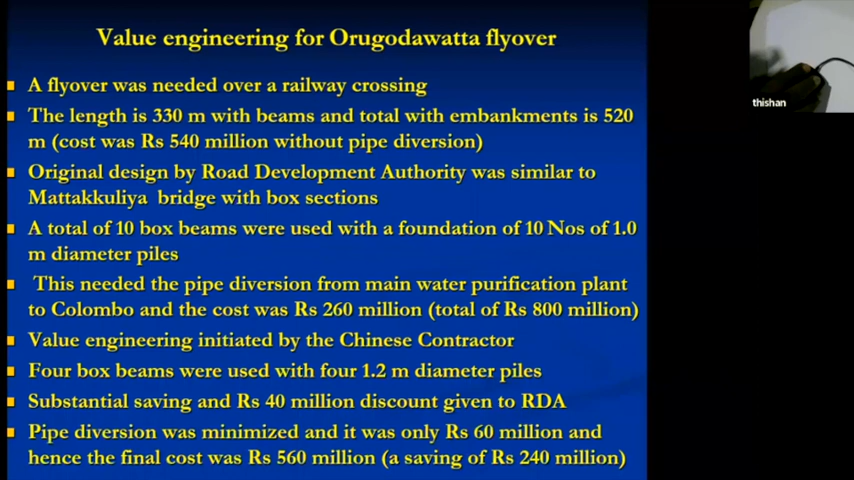 Value engineering for Orugodawatta flyover
A flyover was needed over a railway crossing
The length is 330 m with beams and total with embankments is 520
m (cost was Rs 540 million without pipe diversion)
Original design by Road Development Authority was similar to
Mattakkuliya bridge with box sections
A total of 10 box beams were used with a foundation of 10 Nos of 1.0
m diameter piles
This needed the pipe diversion from main water purification plant
to Colombo and the cost was Rs 260 million (total of Rs 800 million)
Value engineering initiated by the Chinese Contractor
Four box beams were used with four 1.2 m diameter piles
Substantial saving and Rs 40 million discount given to RDA
Pipe diversion was minimized and it was only Rs 60 million and
hence the final cost was Rs 560 million (a saving of Rs 240 million)
thishan